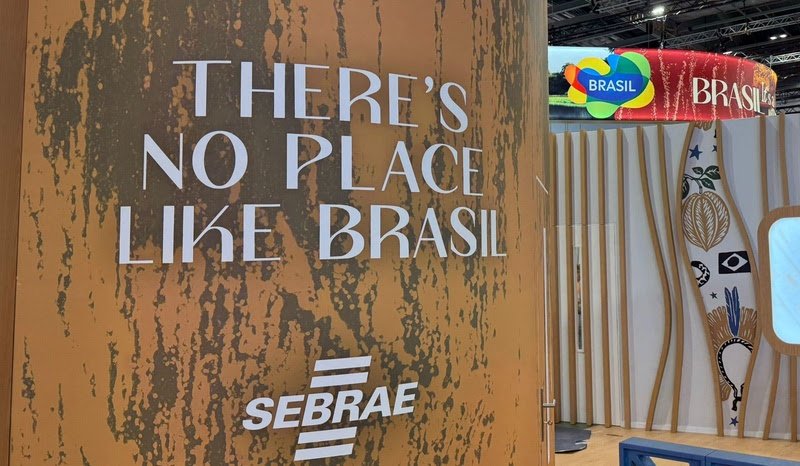 THERE'S
NO PLACE
LIKE BRASIL
SEBRAE
BRASIL
BRASIL